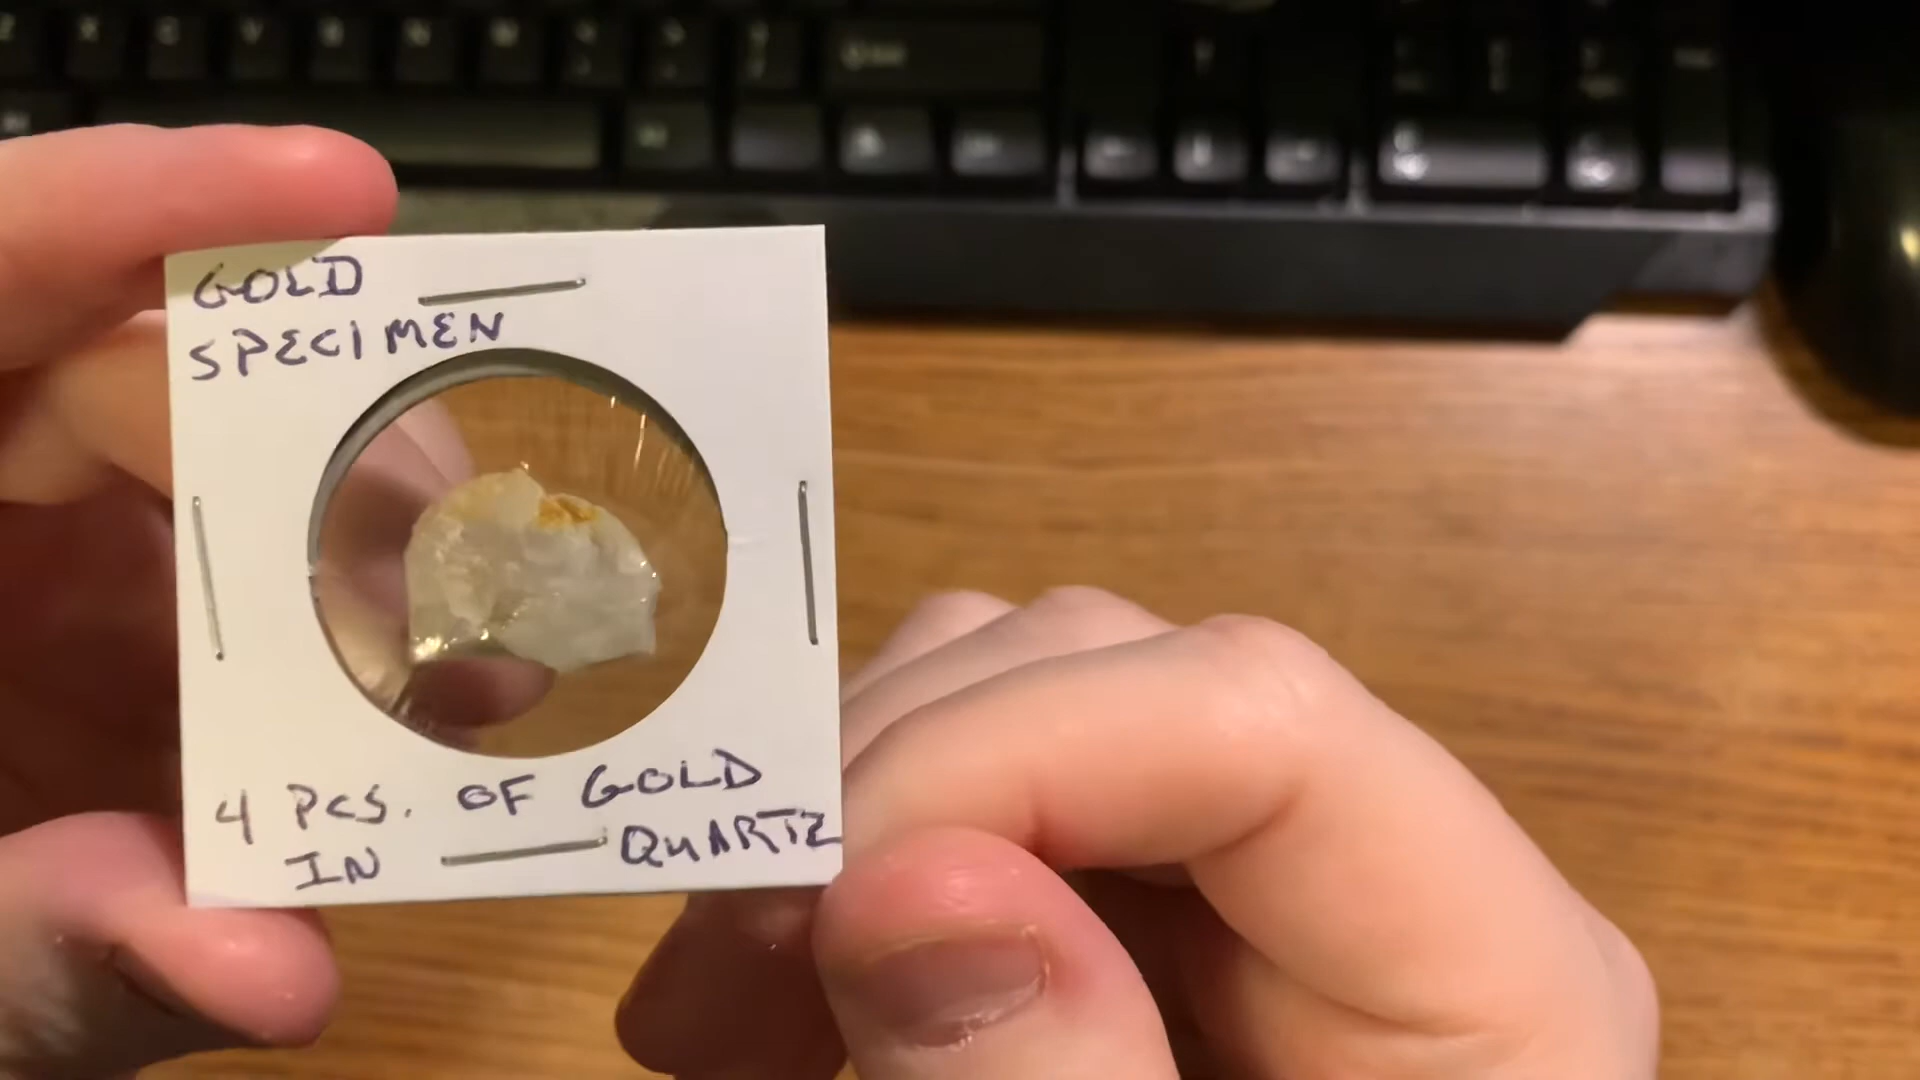 GOLD
SPECIMEN
4 PCS. OF GOLD
IN QUARTZ